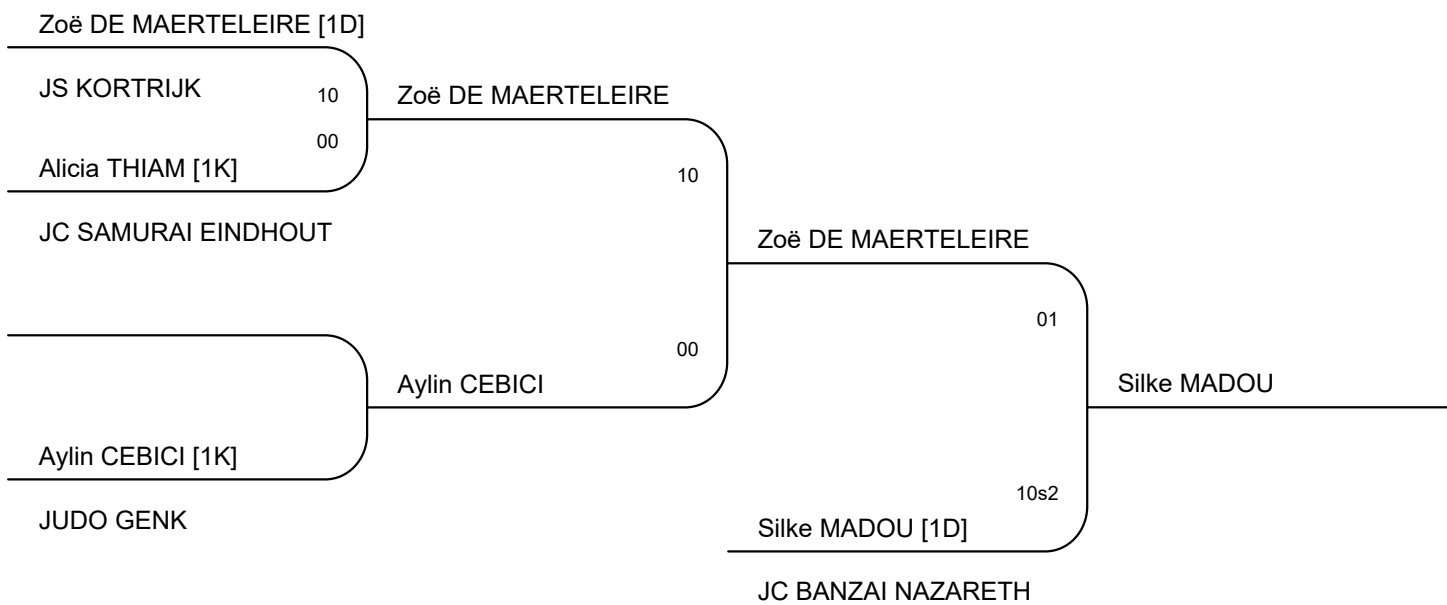 Zoë DE MAERTELEIRE [1D]
JS KORTRIJK
10
Zoë DE MAERTELEIRE
00
Alicia THIAM [1K]
10
JC SAMURAI EINDHOUT
Zoë DE MAERTELEIRE
01
00
Aylin CEBICI
Silke MADOU
Aylin CEBICI [1K]
10s2
JUDO GENK
Silke MADOU [1D]
JC BANZAI NAZARETH